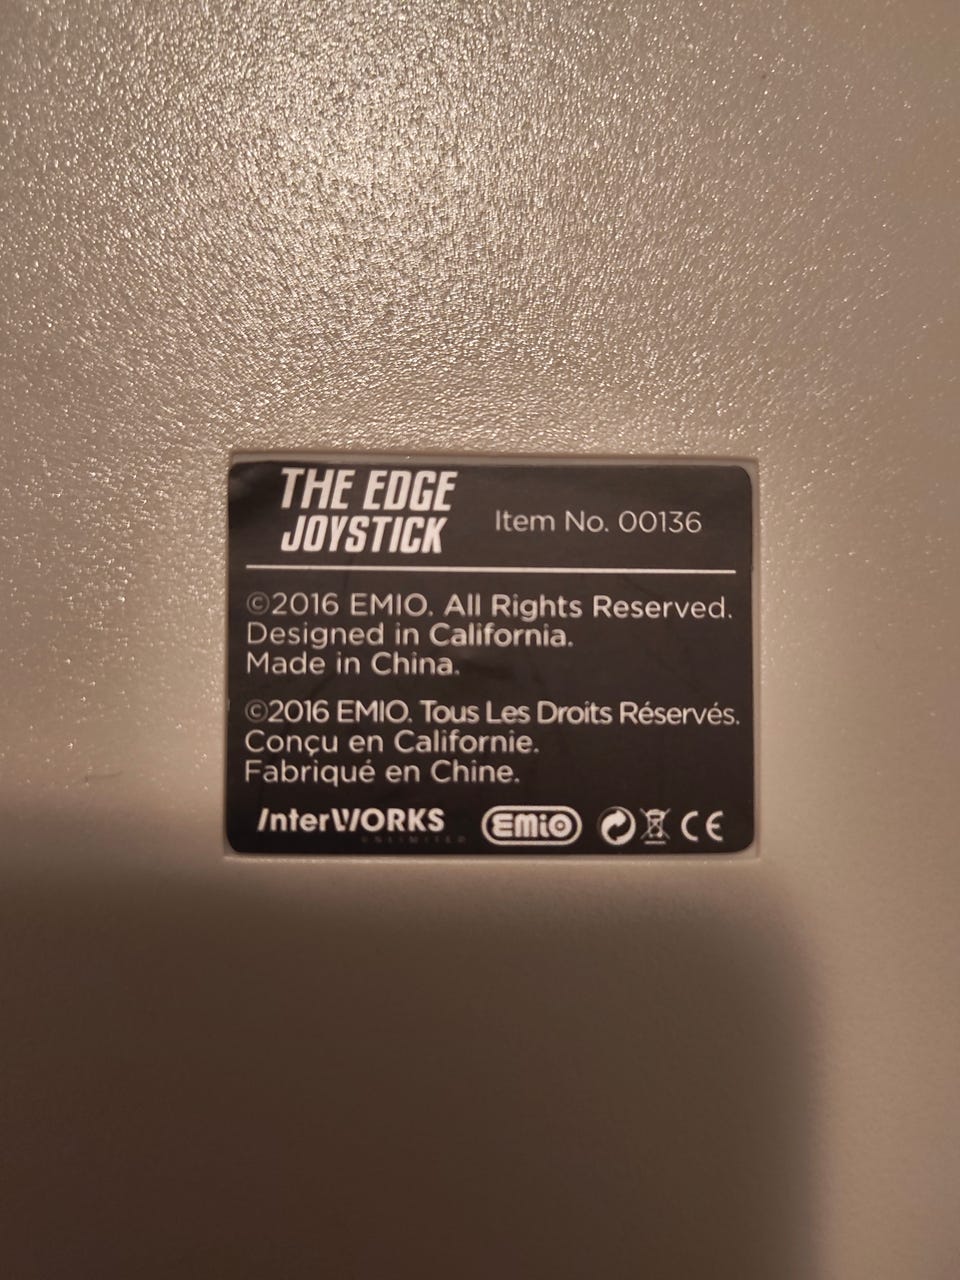 THE EDGE
JOYSTICK
Item No. 00136
©2016 EMIO. All Rights Reserved.
Designed in California.
Made in China.
©2016 EMIO. Tous Les Droits Réservés.
Conçu en Californie.
Fabriqué en Chine.
InterWORKS
UNLIMITED
EMiO
CE